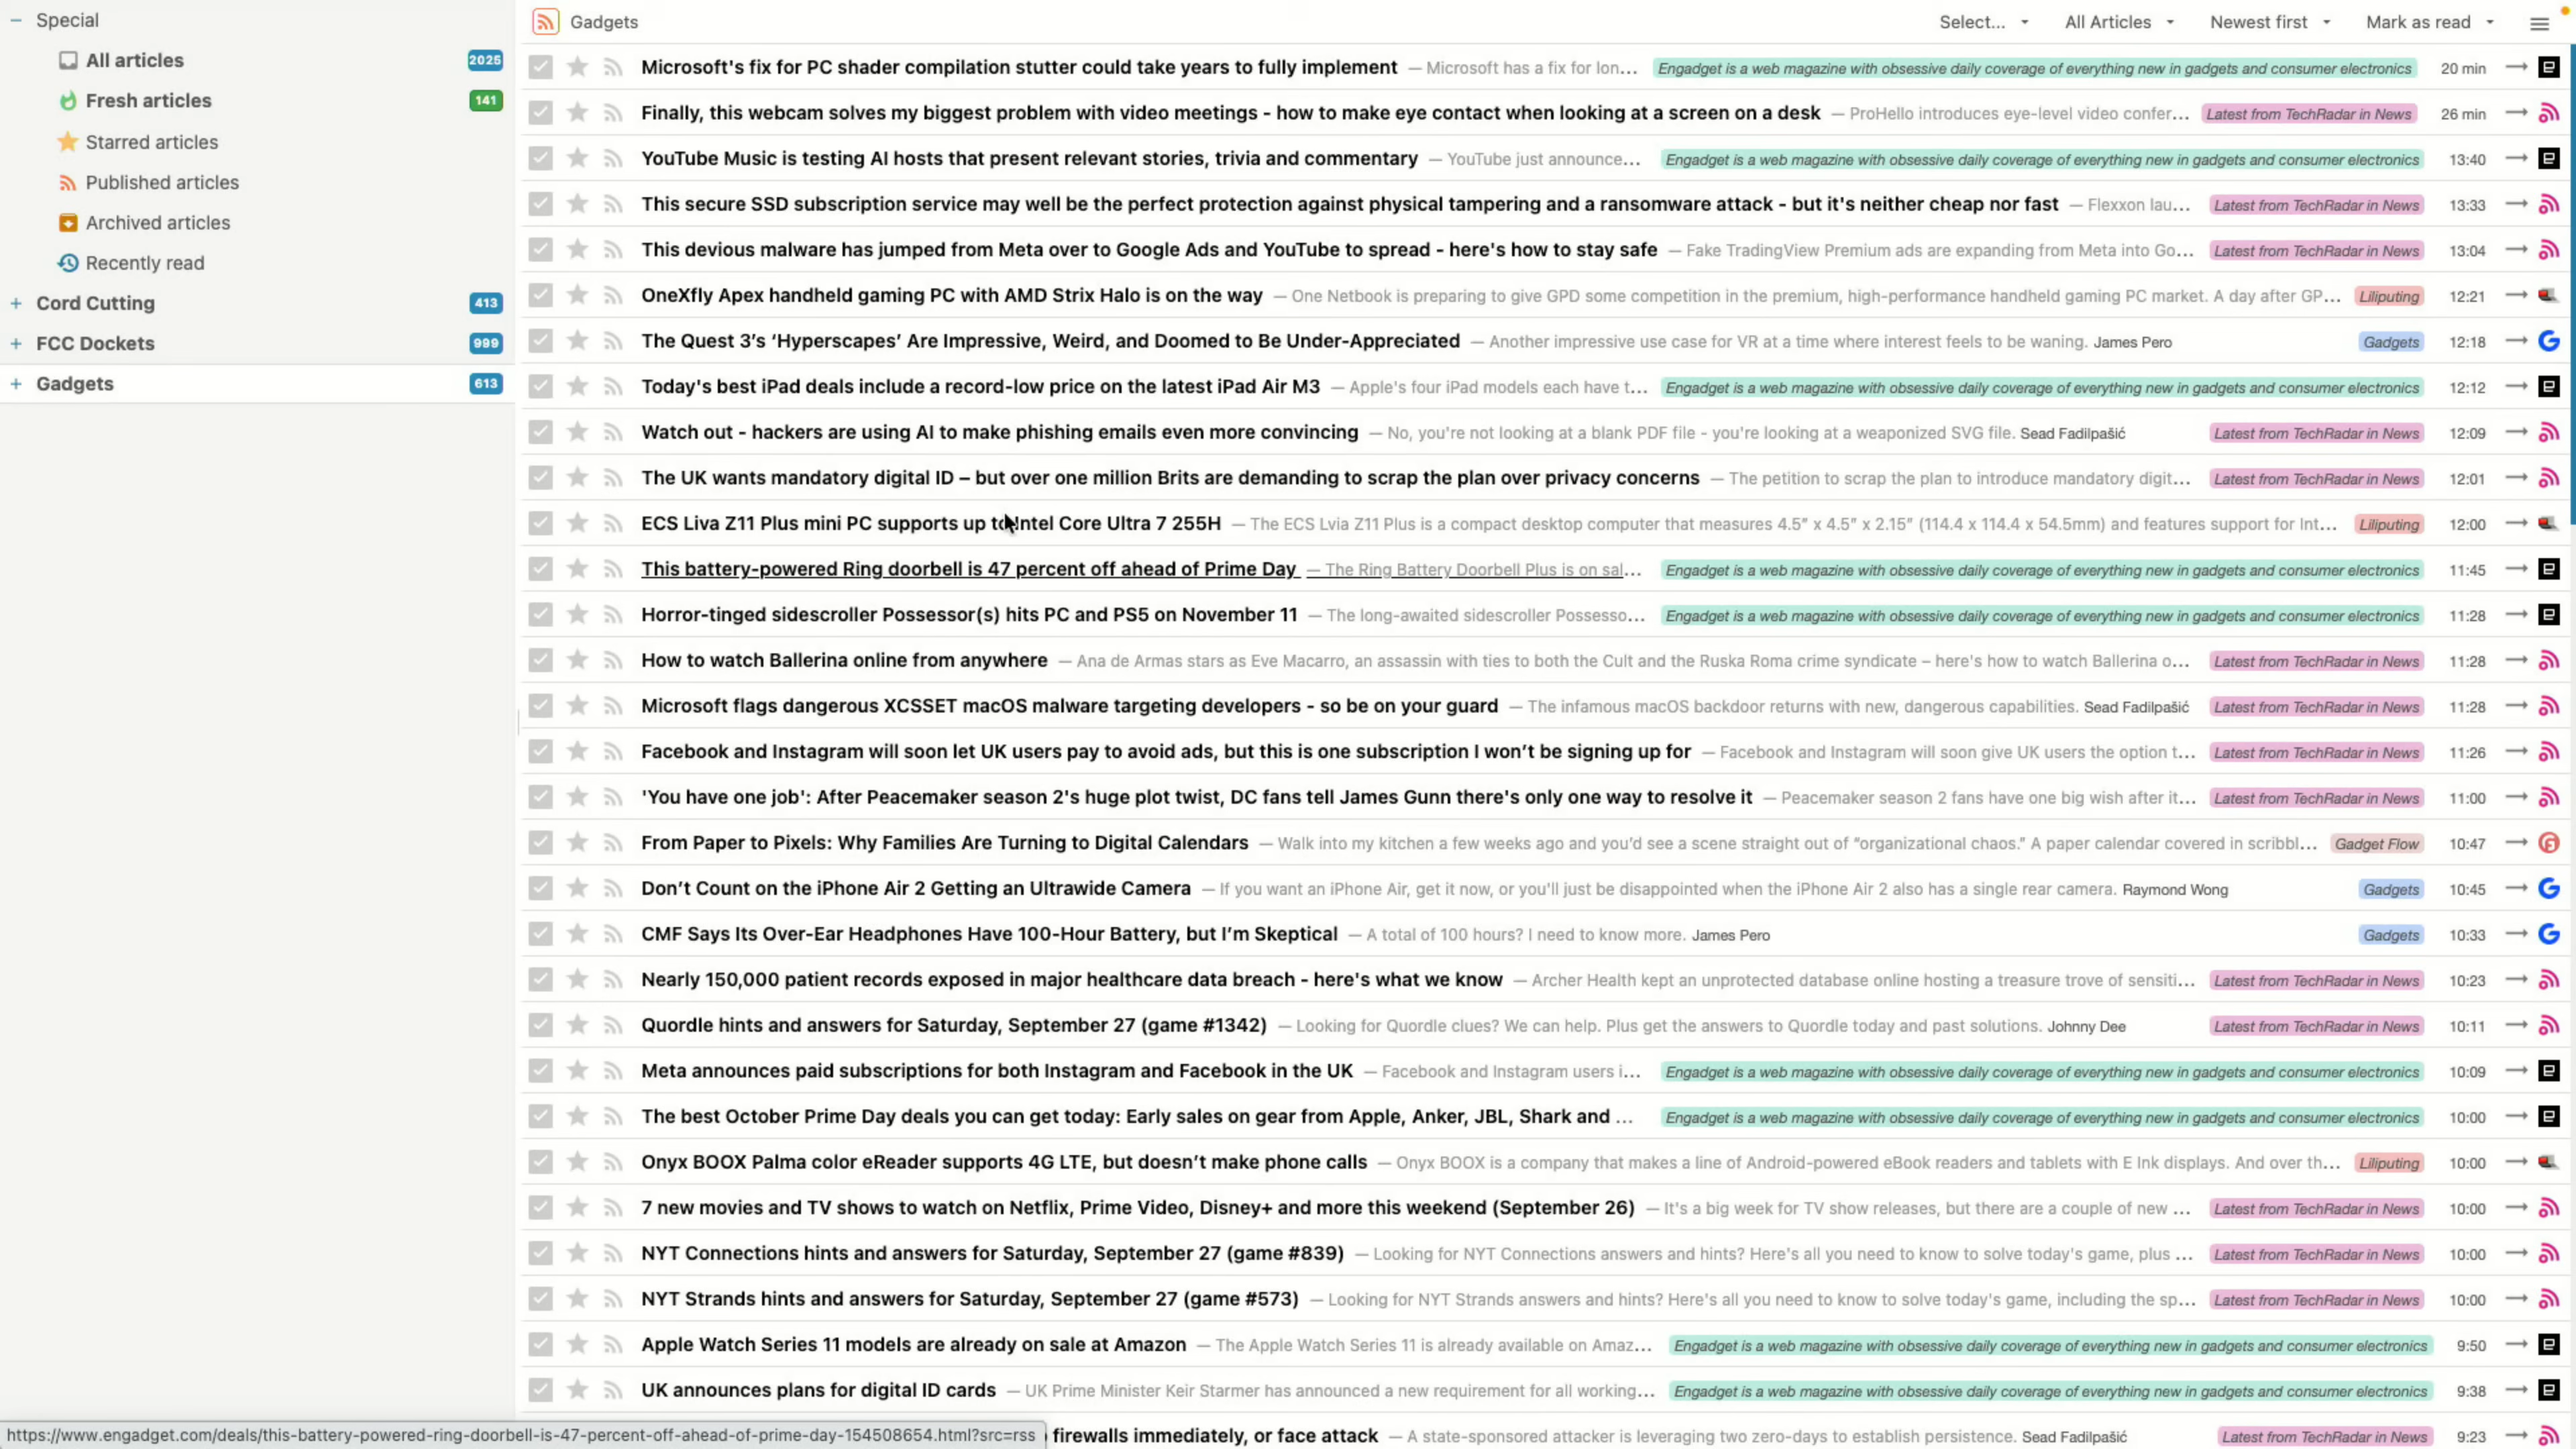 Special
All articles 2025
Fresh articles 141
Starred articles
Published articles
Archived articles
Recently read
Cord Cutting 413
FCC Dockets 999
Gadgets 613
Gadgets Select... All Articles Newest first Mark as read
Microsoft's fix for PC shader compilation stutter could take years to fully implement — Microsoft has a fix for lon... Engadget is a web magazine with obsessive daily coverage of everything new in gadgets and consumer electronics 20 min
Finally, this webcam solves my biggest problem with video meetings - how to make eye contact when looking at a screen on a desk — ProHello introduces eye-level video confer... Latest from TechRadar in News 26 min
YouTube Music is testing AI hosts that present relevant stories, trivia and commentary — YouTube just announce... Engadget is a web magazine with obsessive daily coverage of everything new in gadgets and consumer electronics 13:40
This secure SSD subscription service may well be the perfect protection against physical tampering and a ransomware attack - but it's neither cheap nor fast — Flexxon lau... Latest from TechRadar in News 13:33
This devious malware has jumped from Meta over to Google Ads and YouTube to spread - here's how to stay safe — Fake TradingView Premium ads are expanding from Meta into Go... Latest from TechRadar in News 13:04
OneXfly Apex handheld gaming PC with AMD Strix Halo is on the way — One Netbook is preparing to give GPD some competition in the premium, high-performance handheld gaming PC market. A day after GP... Liliputing 12:21
The Quest 3’s ‘Hyperscapes’ Are Impressive, Weird, and Doomed to Be Under-Appreciated — Another impressive use case for VR at a time where interest feels to be waning. James Pero Gadgets 12:18
Today's best iPad deals include a record-low price on the latest iPad Air M3 — Apple's four iPad models each have t... Engadget is a web magazine with obsessive daily coverage of everything new in gadgets and consumer electronics 12:12
Watch out - hackers are using AI to make phishing emails even more convincing — No, you're not looking at a blank PDF file - you're looking at a weaponized SVG file. Sead Fadilpašić Latest from TechRadar in News 12:09
The UK wants mandatory digital ID – but over one million Brits are demanding to scrap the plan over privacy concerns — The petition to scrap the plan to introduce mandatory digit... Latest from TechRadar in News 12:01
ECS Liva Z11 Plus mini PC supports up to Intel Core Ultra 7 255H — The ECS Lvia Z11 Plus is a compact desktop computer that measures 4.5” x 4.5” x 2.15” (114.4 x 114.4 x 54.5mm) and features support for Int... Liliputing 12:00
This battery-powered Ring doorbell is 47 percent off ahead of Prime Day — The Ring Battery Doorbell Plus is on sal... Engadget is a web magazine with obsessive daily coverage of everything new in gadgets and consumer electronics 11:45
Horror-tinged sidescroller Possessor(s) hits PC and PS5 on November 11 — The long-awaited sidescroller Possesso... Engadget is a web magazine with obsessive daily coverage of everything new in gadgets and consumer electronics 11:28
How to watch Ballerina online from anywhere — Ana de Armas stars as Eve Macarro, an assassin with ties to both the Cult and the Ruska Roma crime syndicate – here's how to watch Ballerina o... Latest from TechRadar in News 11:28
Microsoft flags dangerous XCSSET macOS malware targeting developers - so be on your guard — The infamous macOS backdoor returns with new, dangerous capabilities. Sead Fadilpašić Latest from TechRadar in News 11:28
Facebook and Instagram will soon let UK users pay to avoid ads, but this is one subscription I won’t be signing up for — Facebook and Instagram will soon give UK users the option t... Latest from TechRadar in News 11:26
'You have one job': After Peacemaker season 2's huge plot twist, DC fans tell James Gunn there's only one way to resolve it — Peacemaker season 2 fans have one big wish after it... Latest from TechRadar in News 11:00
From Paper to Pixels: Why Families Are Turning to Digital Calendars — Walk into my kitchen a few weeks ago and you’d see a scene straight out of “organizational chaos.” A paper calendar covered in scribbl... Gadget Flow 10:47
Don’t Count on the iPhone Air 2 Getting an Ultrawide Camera — If you want an iPhone Air, get it now, or you'll just be disappointed when the iPhone Air 2 also has a single rear camera. Raymond Wong Gadgets 10:45
CMF Says Its Over-Ear Headphones Have 100-Hour Battery, but I’m Skeptical — A total of 100 hours? I need to know more. James Pero Gadgets 10:33
Nearly 150,000 patient records exposed in major healthcare data breach - here's what we know — Archer Health kept an unprotected database online hosting a treasure trove of sensiti... Latest from TechRadar in News 10:23
Quordle hints and answers for Saturday, September 27 (game #1342) — Looking for Quordle clues? We can help. Plus get the answers to Quordle today and past solutions. Johnny Dee Latest from TechRadar in News 10:11
Meta announces paid subscriptions for both Instagram and Facebook in the UK — Facebook and Instagram users i... Engadget is a web magazine with obsessive daily coverage of everything new in gadgets and consumer electronics 10:09
The best October Prime Day deals you can get today: Early sales on gear from Apple, Anker, JBL, Shark and ... Engadget is a web magazine with obsessive daily coverage of everything new in gadgets and consumer electronics 10:00
Onyx BOOX Palma color eReader supports 4G LTE, but doesn’t make phone calls — Onyx BOOX is a company that makes a line of Android-powered eBook readers and tablets with E Ink displays. And over th... Liliputing 10:00
7 new movies and TV shows to watch on Netflix, Prime Video, Disney+ and more this weekend (September 26) — It's a big week for TV show releases, but there are a couple of new ... Latest from TechRadar in News 10:00
NYT Connections hints and answers for Saturday, September 27 (game #839) — Looking for NYT Connections answers and hints? Here's all you need to know to solve today's game, plus ... Latest from TechRadar in News 10:00
NYT Strands hints and answers for Saturday, September 27 (game #573) — Looking for NYT Strands answers and hints? Here's all you need to know to solve today's game, including the sp... Latest from TechRadar in News 10:00
Apple Watch Series 11 models are already on sale at Amazon — The Apple Watch Series 11 is already available on Amaz... Engadget is a web magazine with obsessive daily coverage of everything new in gadgets and consumer electronics 9:50
UK announces plans for digital ID cards — UK Prime Minister Keir Starmer has announced a new requirement for all working... Engadget is a web magazine with obsessive daily coverage of everything new in gadgets and consumer electronics 9:38
https://www.engadget.com/deals/this-battery-powered-ring-doorbell-is-47-percent-off-ahead-of-prime-day-154508654.html?src=rss firewalls immediately, or face attack — A state-sponsored attacker is leveraging two zero-days to establish persistence. Sead Fadilpašić Latest from TechRadar in News 9:23